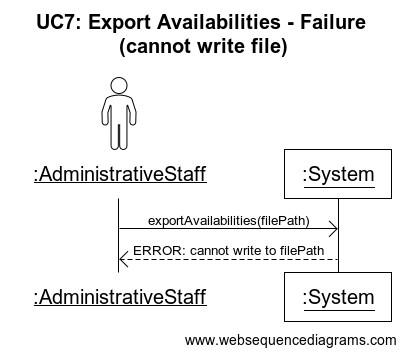 UC7: Export Availabilities - Failure
(cannot write file)
:AdministrativeStaff
:System
exportAvailabilities(filePath)
ERROR: cannot write to filePath
:AdministrativeStaff
:System
www.websequencediagrams.com